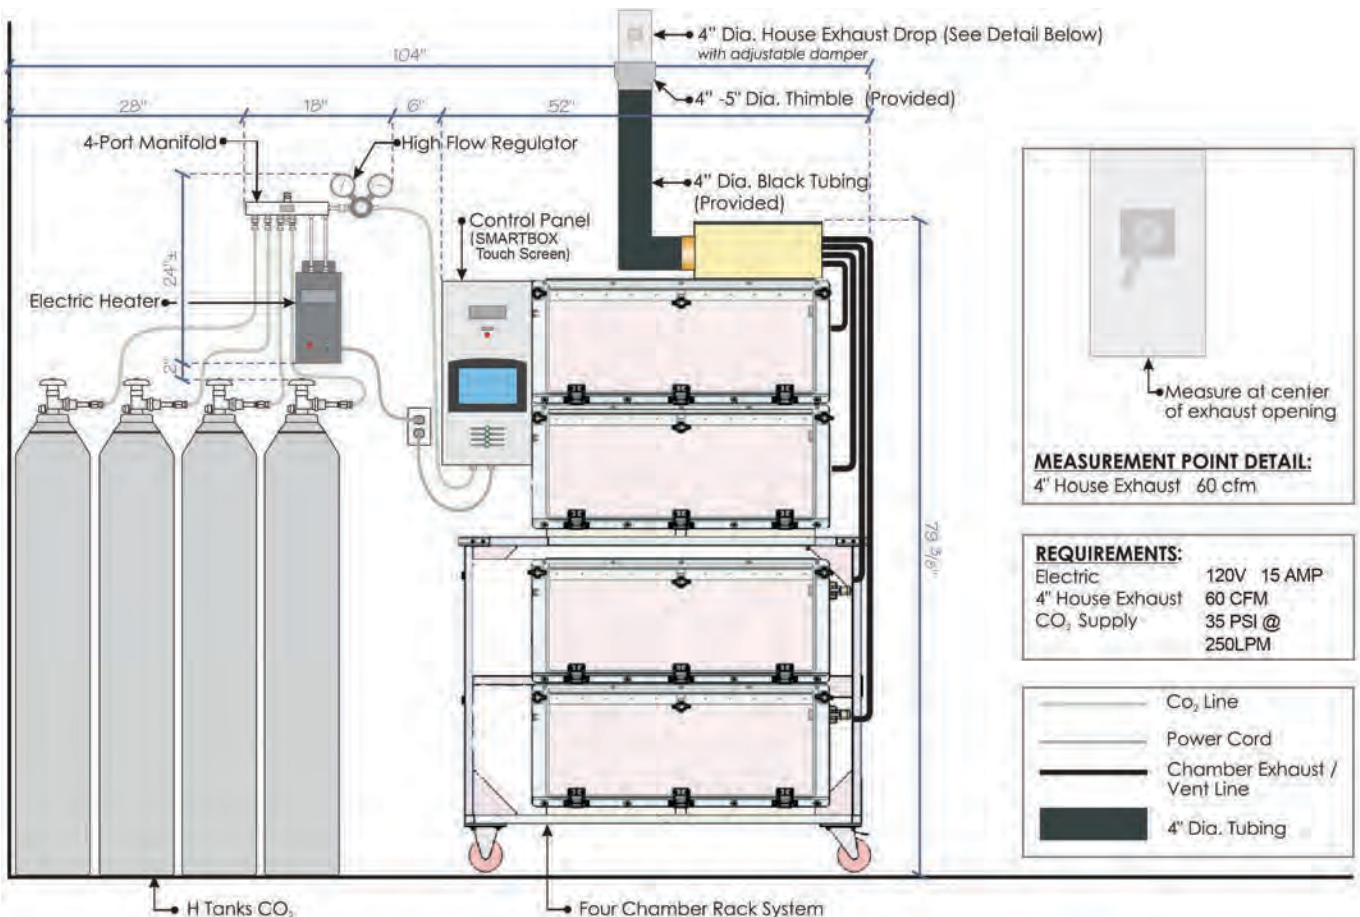 4" Dia. House Exhaust Drop (See Detail Below)
with adjustable damper
104"
4" -5" Dia. Thimble (Provided)
28"
18"
6"
52"
4-Port Manifold
High Flow Regulator
4" Dia. Black Tubing
(Provided)
Control Panel
(SMARTBOX
Touch Screen)
24"±
Electric Heater
2"
Measure at center
of exhaust opening
MEASUREMENT POINT DETAIL:
4" House Exhaust 60 cfm
79 3/8"
REQUIREMENTS:
Electric 120V 15 AMP
4" House Exhaust 60 CFM
CO₂ Supply 35 PSI @
250LPM
Co₂ Line
Power Cord
Chamber Exhaust /
Vent Line
4" Dia. Tubing
H Tanks CO₂
Four Chamber Rack System